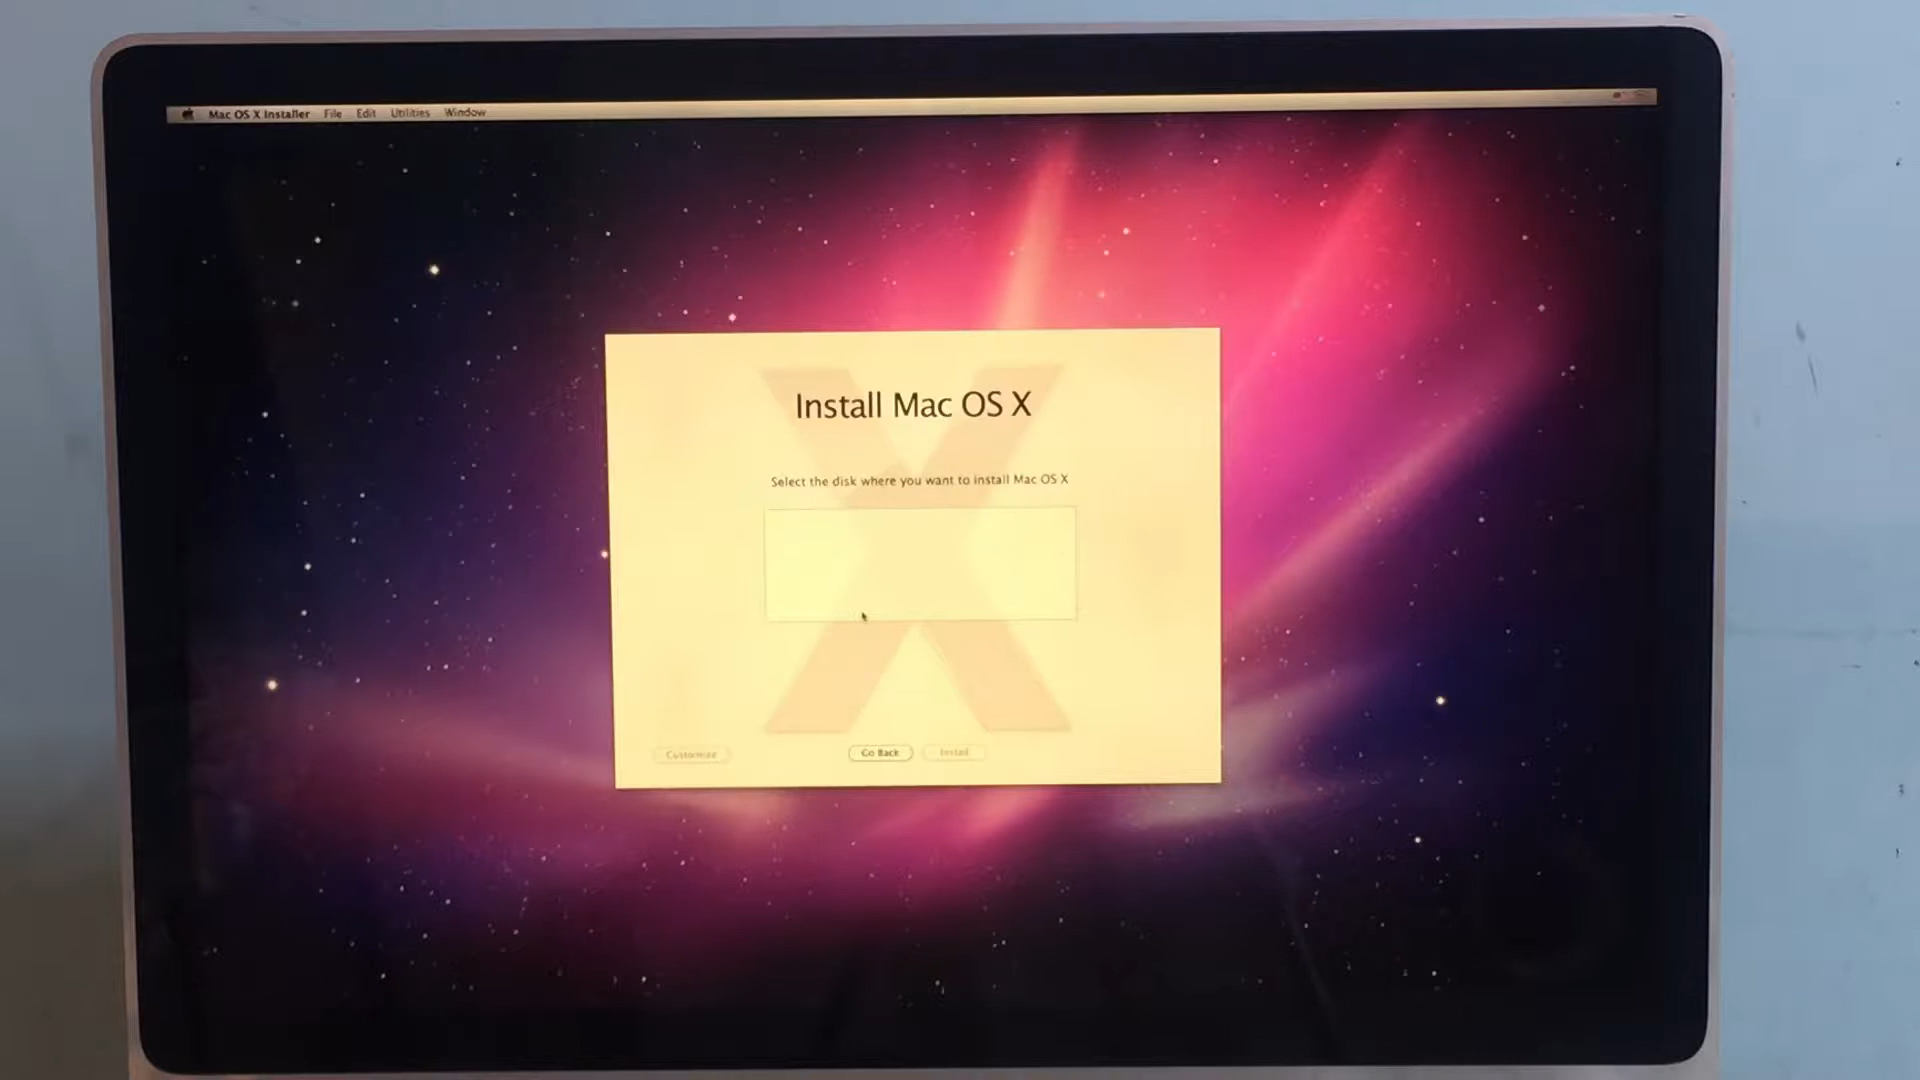 Mac OS X Installer File Edit Utilities Window
Install Mac OS X
Select the disk where you want to install Mac OS X
Customize Go Back Install